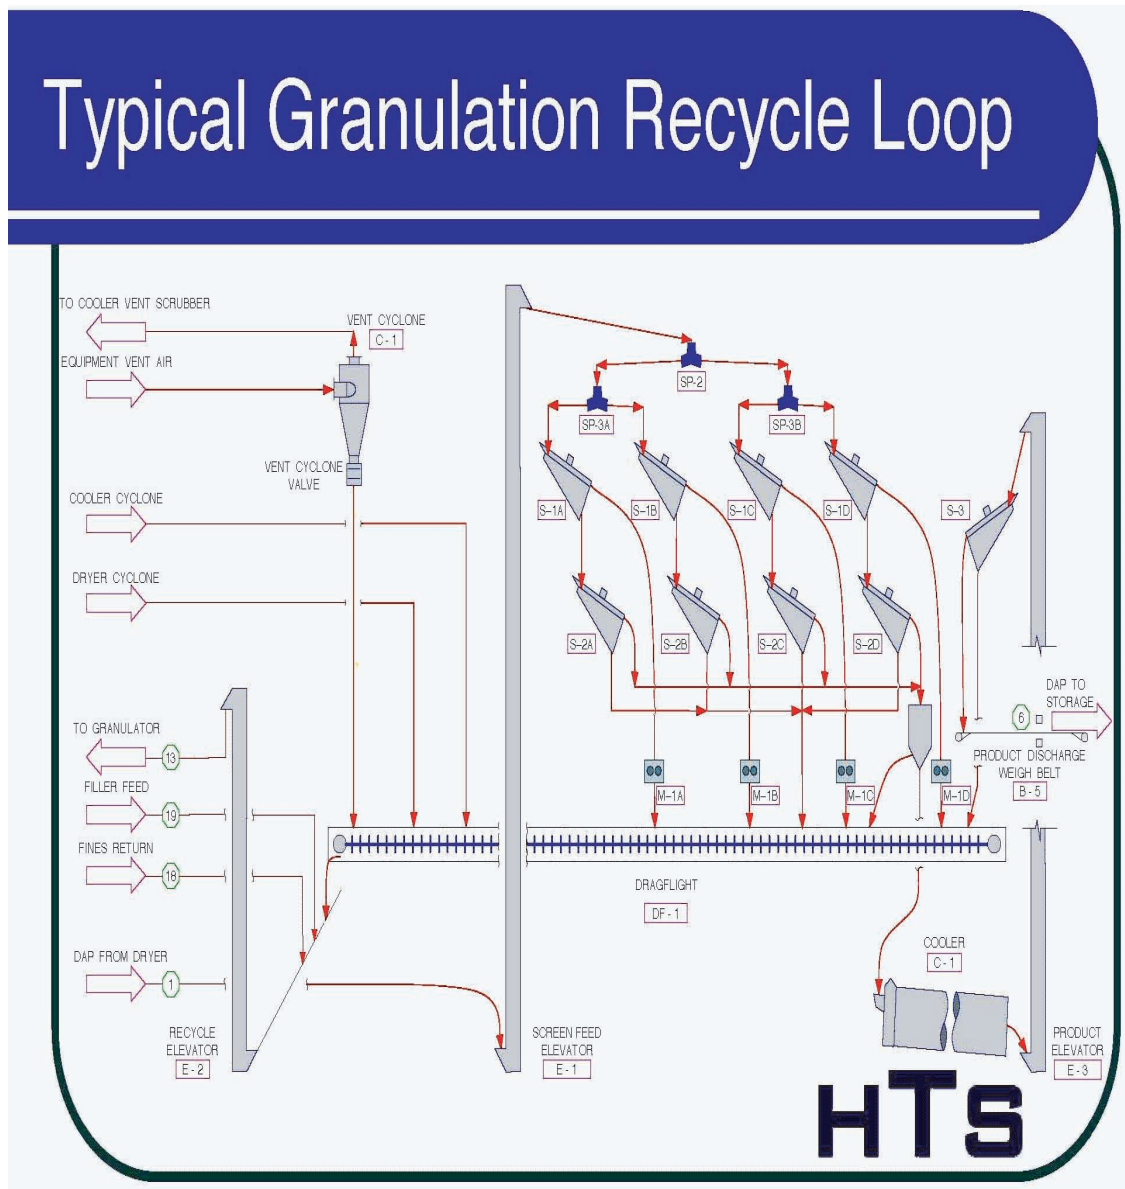 Typical Granulation Recycle Loop
TO COOLER VENT SCRUBBER
VENT CYCLONE
C - 1
EQUIPMENT VENT AIR
SP-2
SP-3A
SP-3B
VENT CYCLONE
VALVE
COOLER CYCLONE
S-1A
S-1B
S-1C
S-1D
S-3
DRYER CYCLONE
S-2A
S-2B
S-2C
S-2D
DAP TO
STORAGE
6
TO GRANULATOR
13
PRODUCT DISCHARGE
WEIGH BELT
B - 5
FILLER FEED
19
M-1A
M-1B
M-1C
M-1D
FINES RETURN
18
DRAGFLIGHT
DF - 1
DAP FROM DRYER
1
COOLER
C - 1
RECYCLE
ELEVATOR
E - 2
SCREEN FEED
ELEVATOR
E - 1
PRODUCT
ELEVATOR
E - 3
HTS